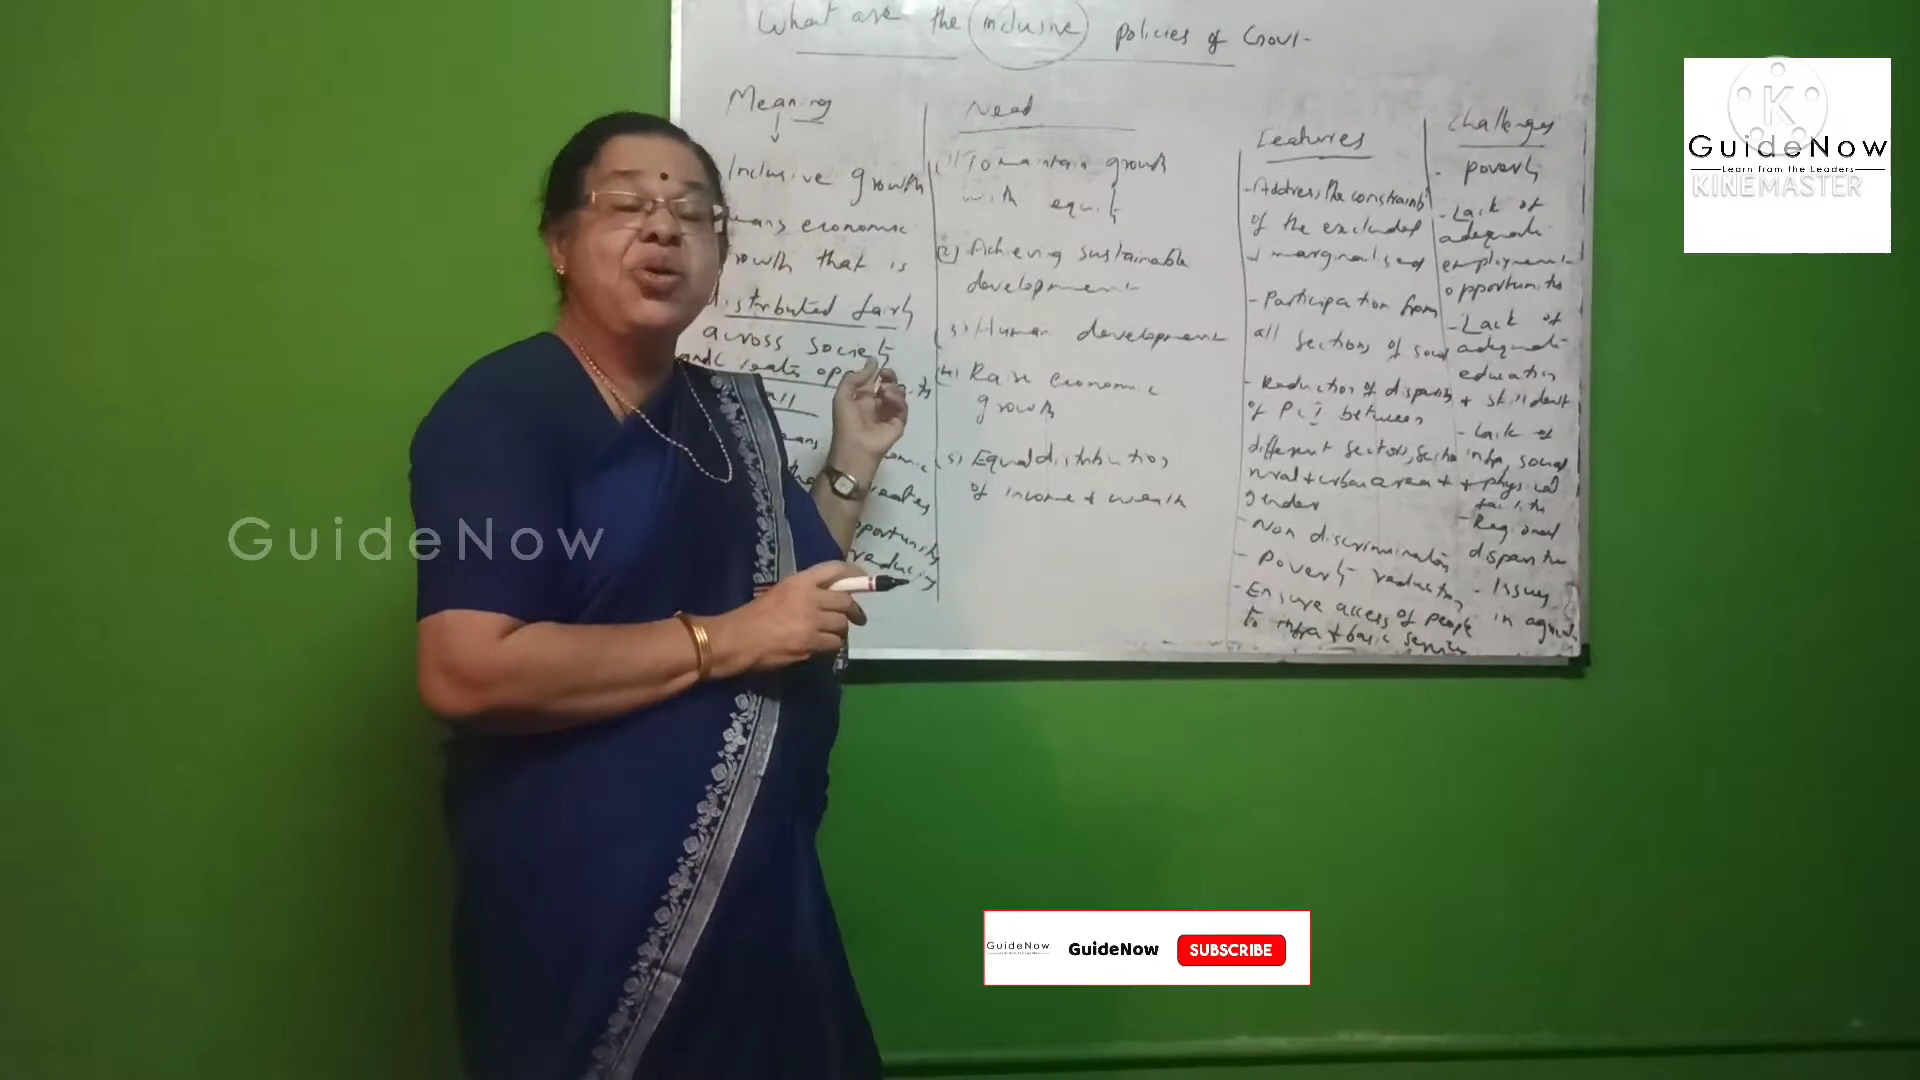 What are the inclusive policies of Govt-
Meaning
Inclusive growth
means economic
growth that is
distributed fairly
across society
and creates
all
reducing
Need
(1) To maintain growth
with equity
(2) Achieving sustainable
development
(3) Human development
(4) Raise economic
growth
(5) Equal distribution
of income + wealth
Features
- Address the constraints
of the excluded
+ marginalised
- Participation from
all sections of
- Reduction of disparity
of PCI between
different sectors,
rural + urban area +
gender
- Non discrimination
- Poverty reduction
- Ensure access of people
to infra + basic services
Challenges
- poverty
- Lack of
adequate
employment
opportunities
- Lack of
adequate
education
+ skill devt
- Lack of
infra, social
+ physical
- Regional
disparities
- Issues
in
GuideNow
Learn from the Leaders
K
KINEMASTER
GuideNow
GuideNow
GuideNow
SUBSCRIBE